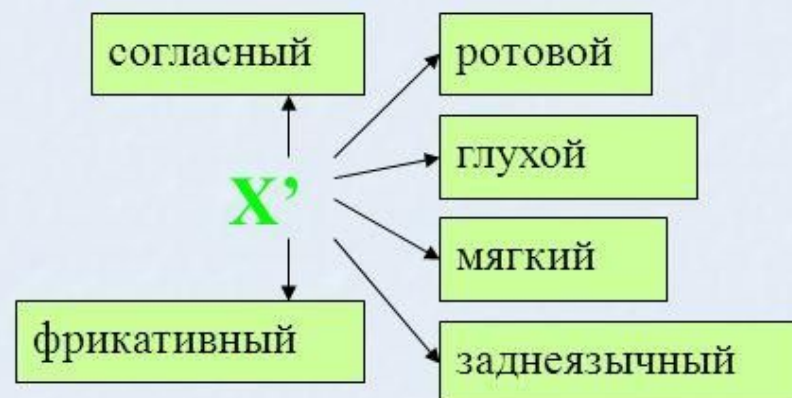 согласный
ротовой
глухой
Х’
мягкий
фрикативный
заднеязычный